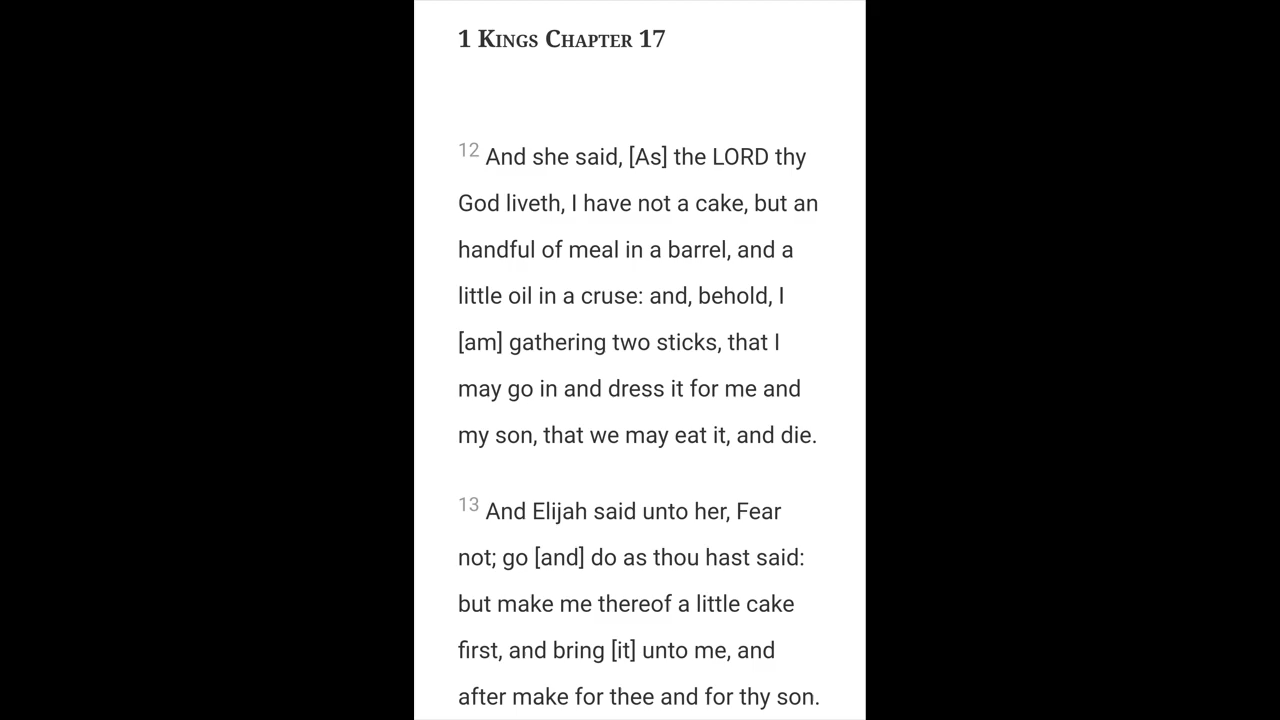 1 Kings Chapter 17
12 And she said, [As] the LORD thy
God liveth, I have not a cake, but an
handful of meal in a barrel, and a
little oil in a cruse: and, behold, I
[am] gathering two sticks, that I
may go in and dress it for me and
my son, that we may eat it, and die.
13 And Elijah said unto her, Fear
not; go [and] do as thou hast said:
but make me thereof a little cake
first, and bring [it] unto me, and
after make for thee and for thy son.